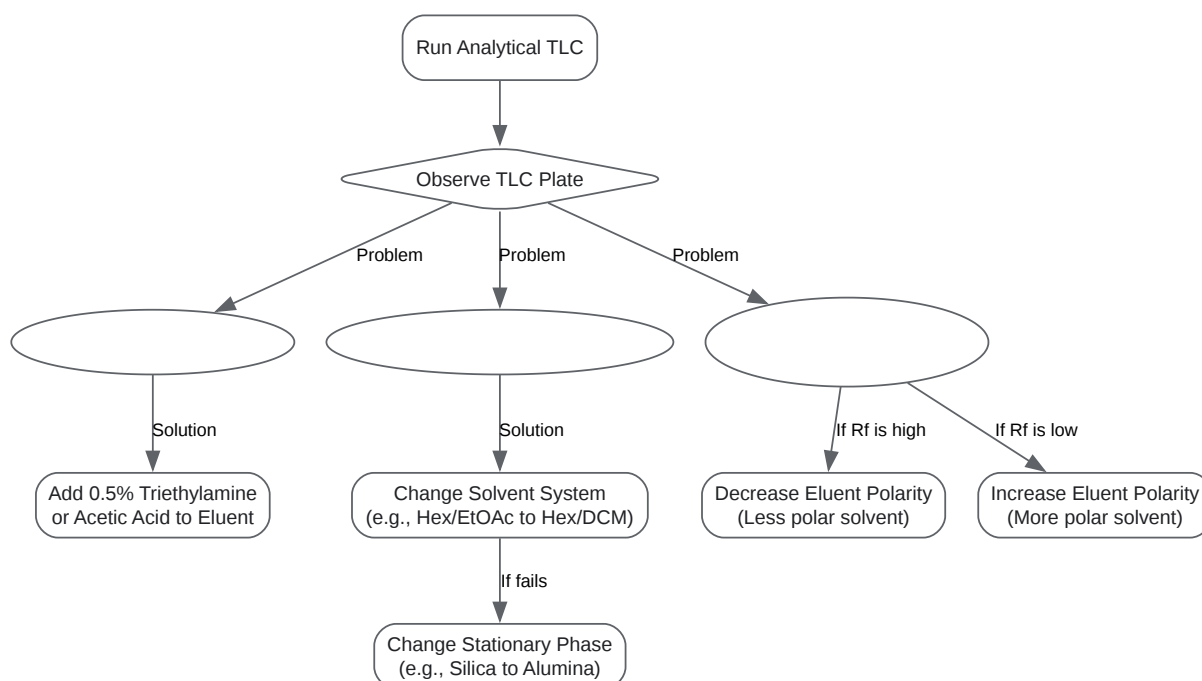 Run Analytical TLC
Observe TLC Plate
Problem
Problem
Problem
Solution
Solution
If Rf is high
If Rf is low
Add 0.5% Triethylamine
or Acetic Acid to Eluent
Change Solvent System
(e.g., Hex/EtOAc to Hex/DCM)
Decrease Eluent Polarity
(Less polar solvent)
Increase Eluent Polarity
(More polar solvent)
If fails
Change Stationary Phase
(e.g., Silica to Alumina)